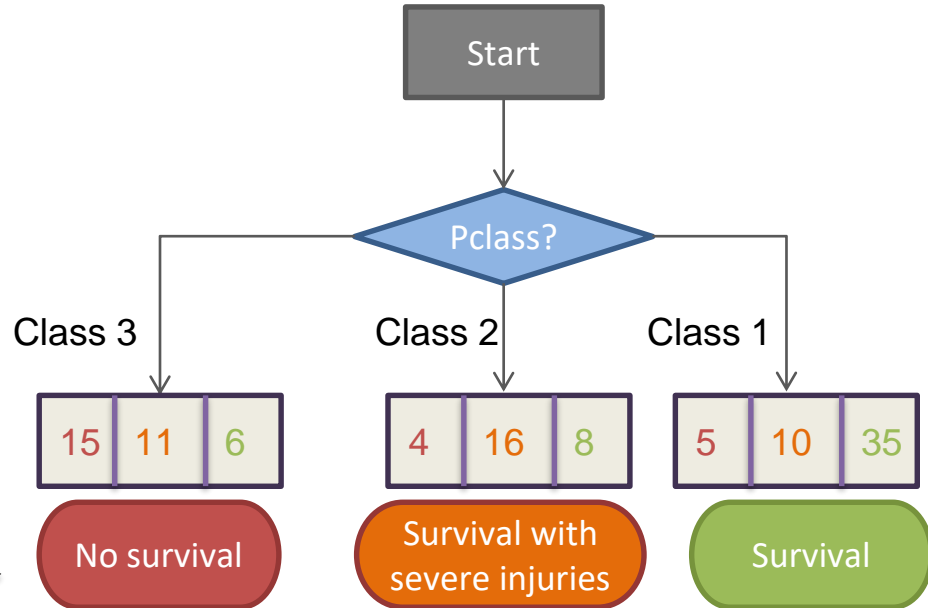 Start
Pclass?
Class 3
Class 2
Class 1
15 11 6
4 16 8
5 10 35
No survival
Survival with
severe injuries
Survival